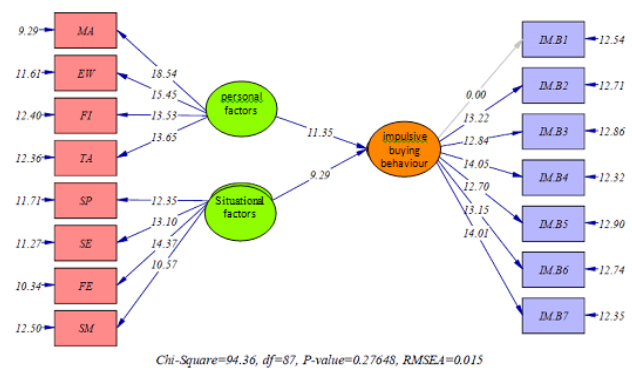 9.29 MA
11.61 EW
12.40 FI
12.36 TA
11.71 SP
11.27 SE
10.34 FE
12.50 SM
18.54
15.45
13.53
13.65
12.35
13.10
14.37
10.57
personal
factors
Situational
factors
11.35
9.29
impulsive
buying
behaviour
0.00
13.22
12.84
14.05
12.70
13.15
14.01
IM.B1 12.54
IM.B2 12.71
IM.B3 12.86
IM.B4 12.32
IM.B5 12.90
IM.B6 12.74
IM.B7 12.35
Chi-Square=94.36, df=87, P-value=0.27648, RMSEA=0.015